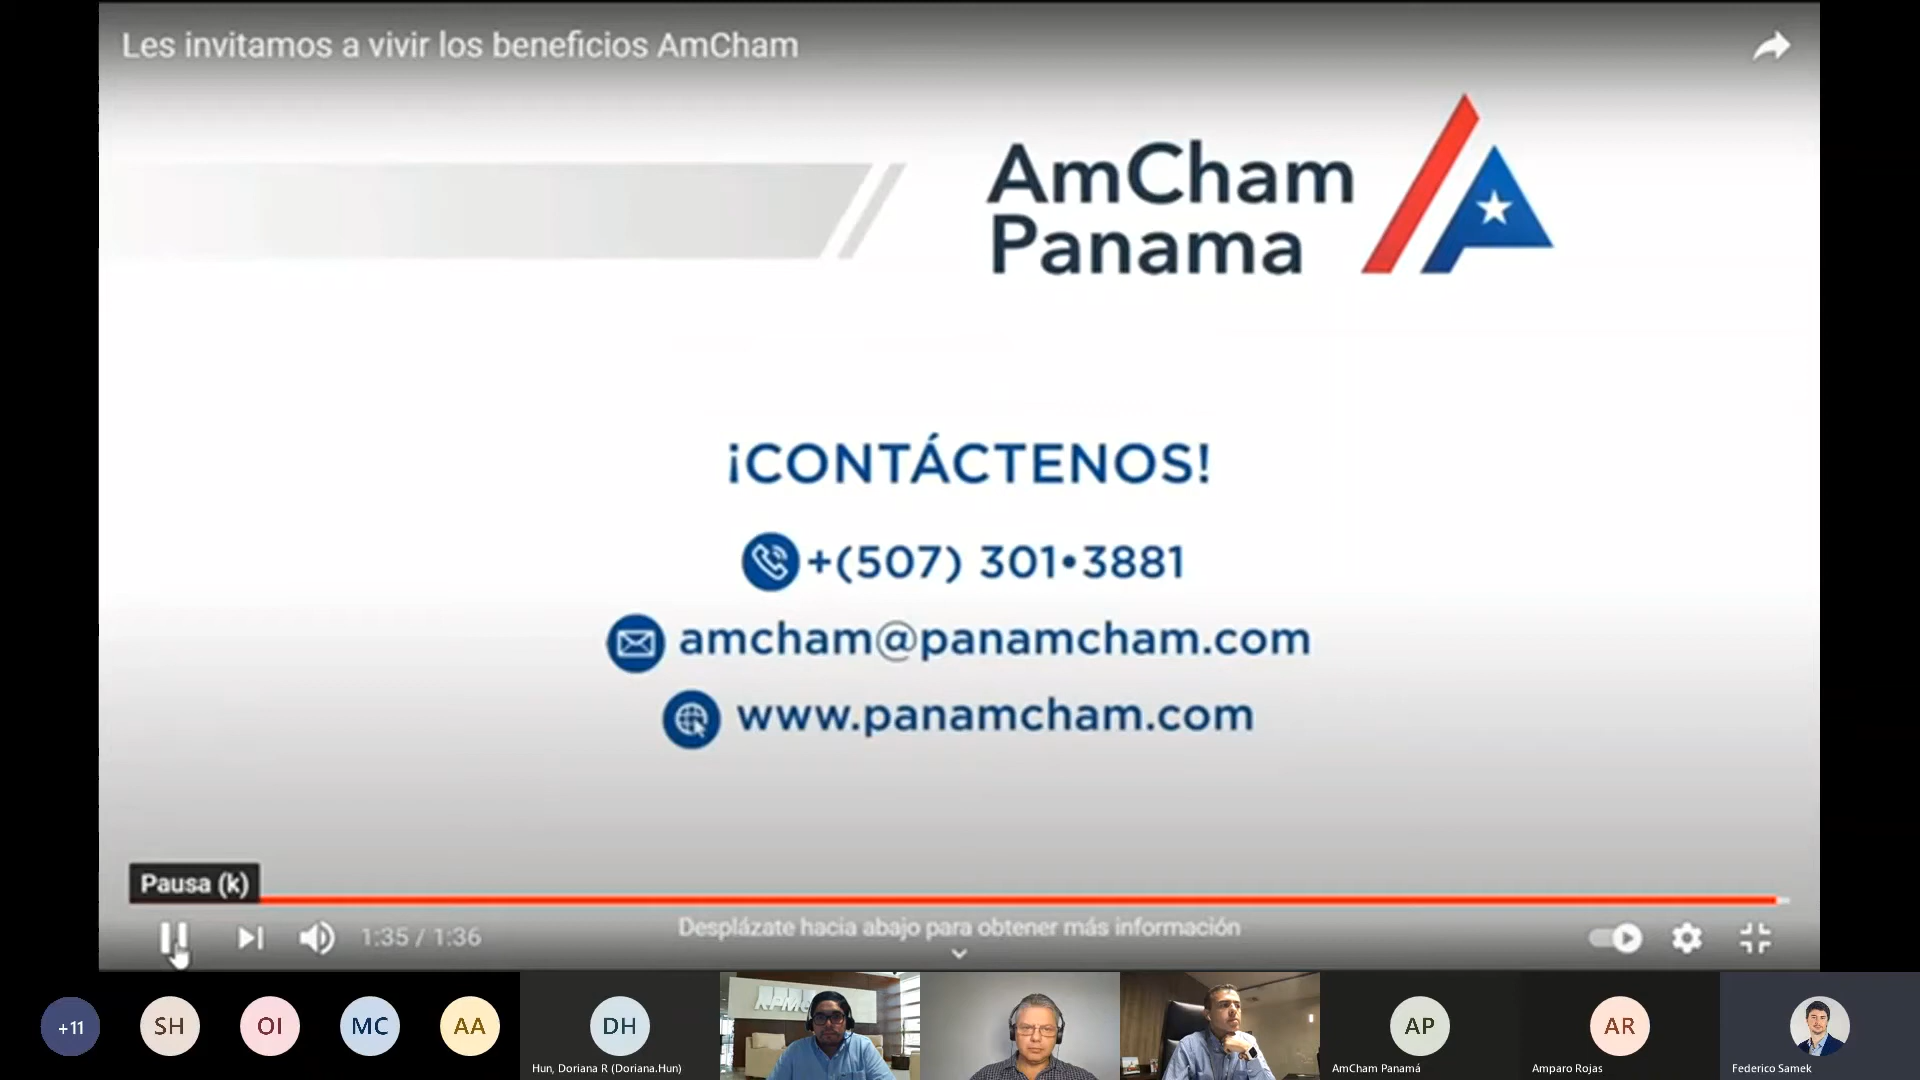 Les invitamos a vivir los beneficios AmCham
AmCham
Panama
¡CONTÁCTENOS!
+(507) 301•3881
amcham@panamcham.com
www.panamcham.com
Pausa (k)
1:35 / 1:36
Desplázate hacia abajo para obtener más información
+11
SH
OI
MC
AA
DH
Hun, Doriana R (Doriana.Hun)
KPMG
AP
AmCham Panamá
AR
Amparo Rojas
Federico Samek